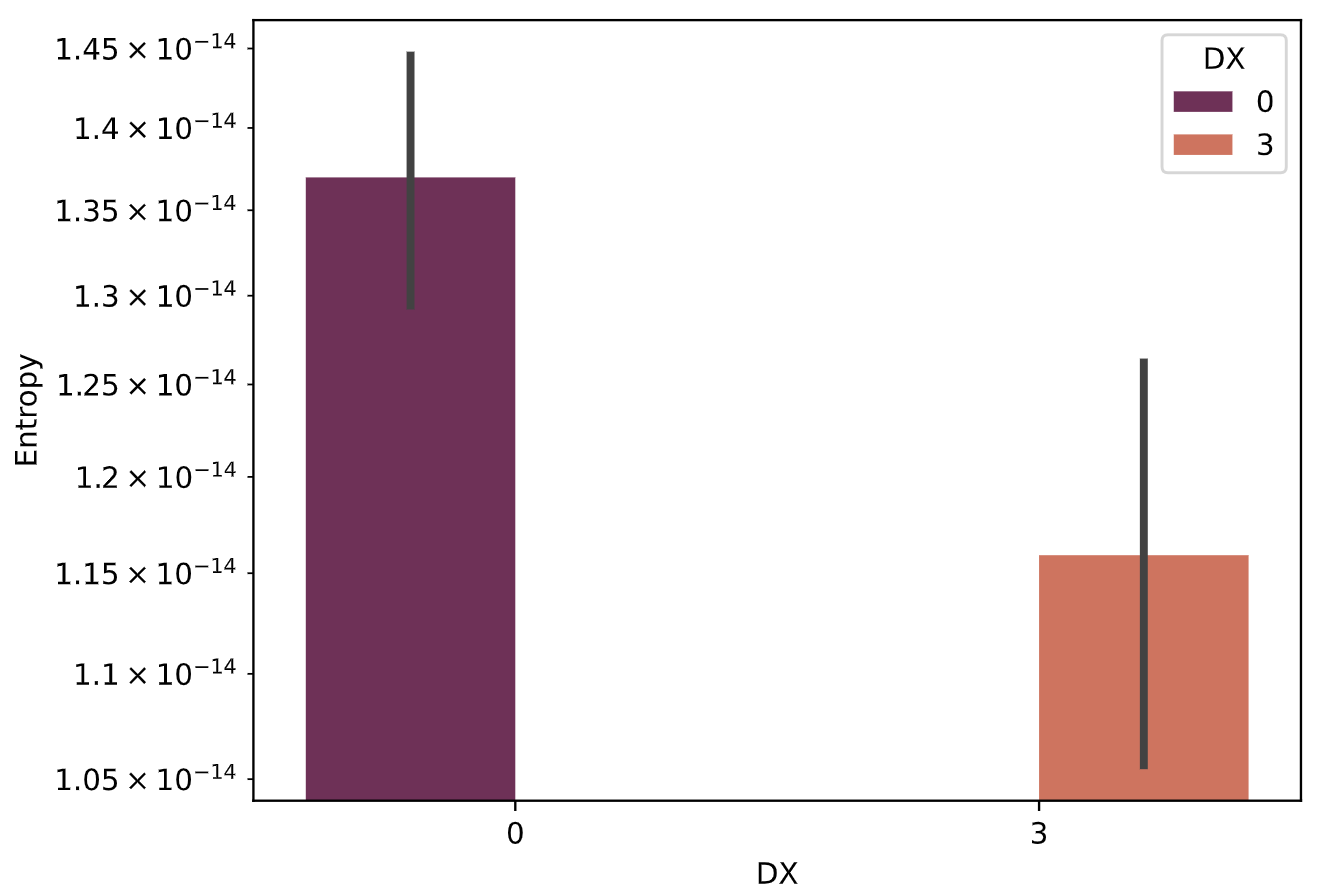 1.45 × 10⁻¹⁴
1.4 × 10⁻¹⁴
1.35 × 10⁻¹⁴
1.3 × 10⁻¹⁴
1.25 × 10⁻¹⁴
1.2 × 10⁻¹⁴
1.15 × 10⁻¹⁴
1.1 × 10⁻¹⁴
1.05 × 10⁻¹⁴
Entropy
DX
0
3
0
3
DX